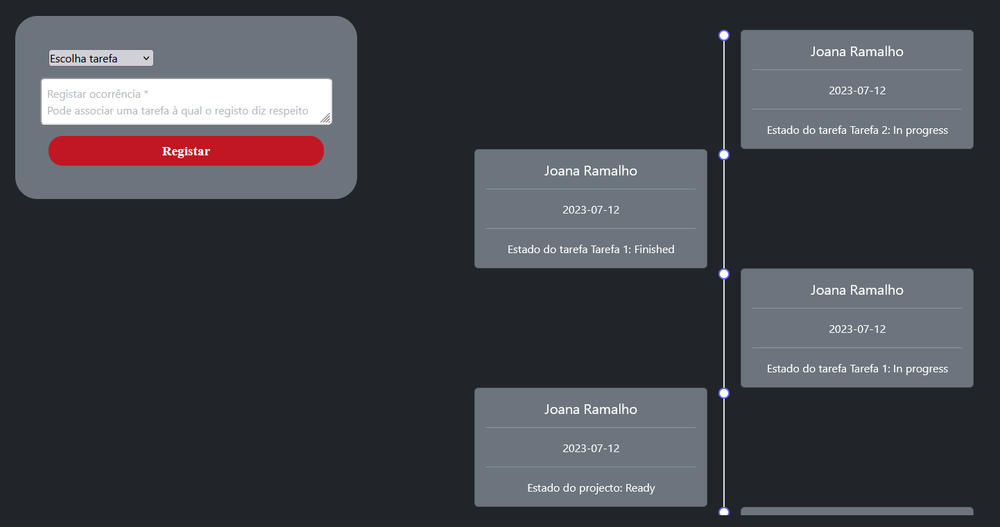 Escolha tarefa
Registar ocorrência *
Pode associar uma tarefa à qual o registo diz respeito
Registar
Joana Ramalho
2023-07-12
Estado do tarefa Tarefa 2: In progress
Joana Ramalho
2023-07-12
Estado do tarefa Tarefa 1: Finished
Joana Ramalho
2023-07-12
Estado do tarefa Tarefa 1: In progress
Joana Ramalho
2023-07-12
Estado do projecto: Ready